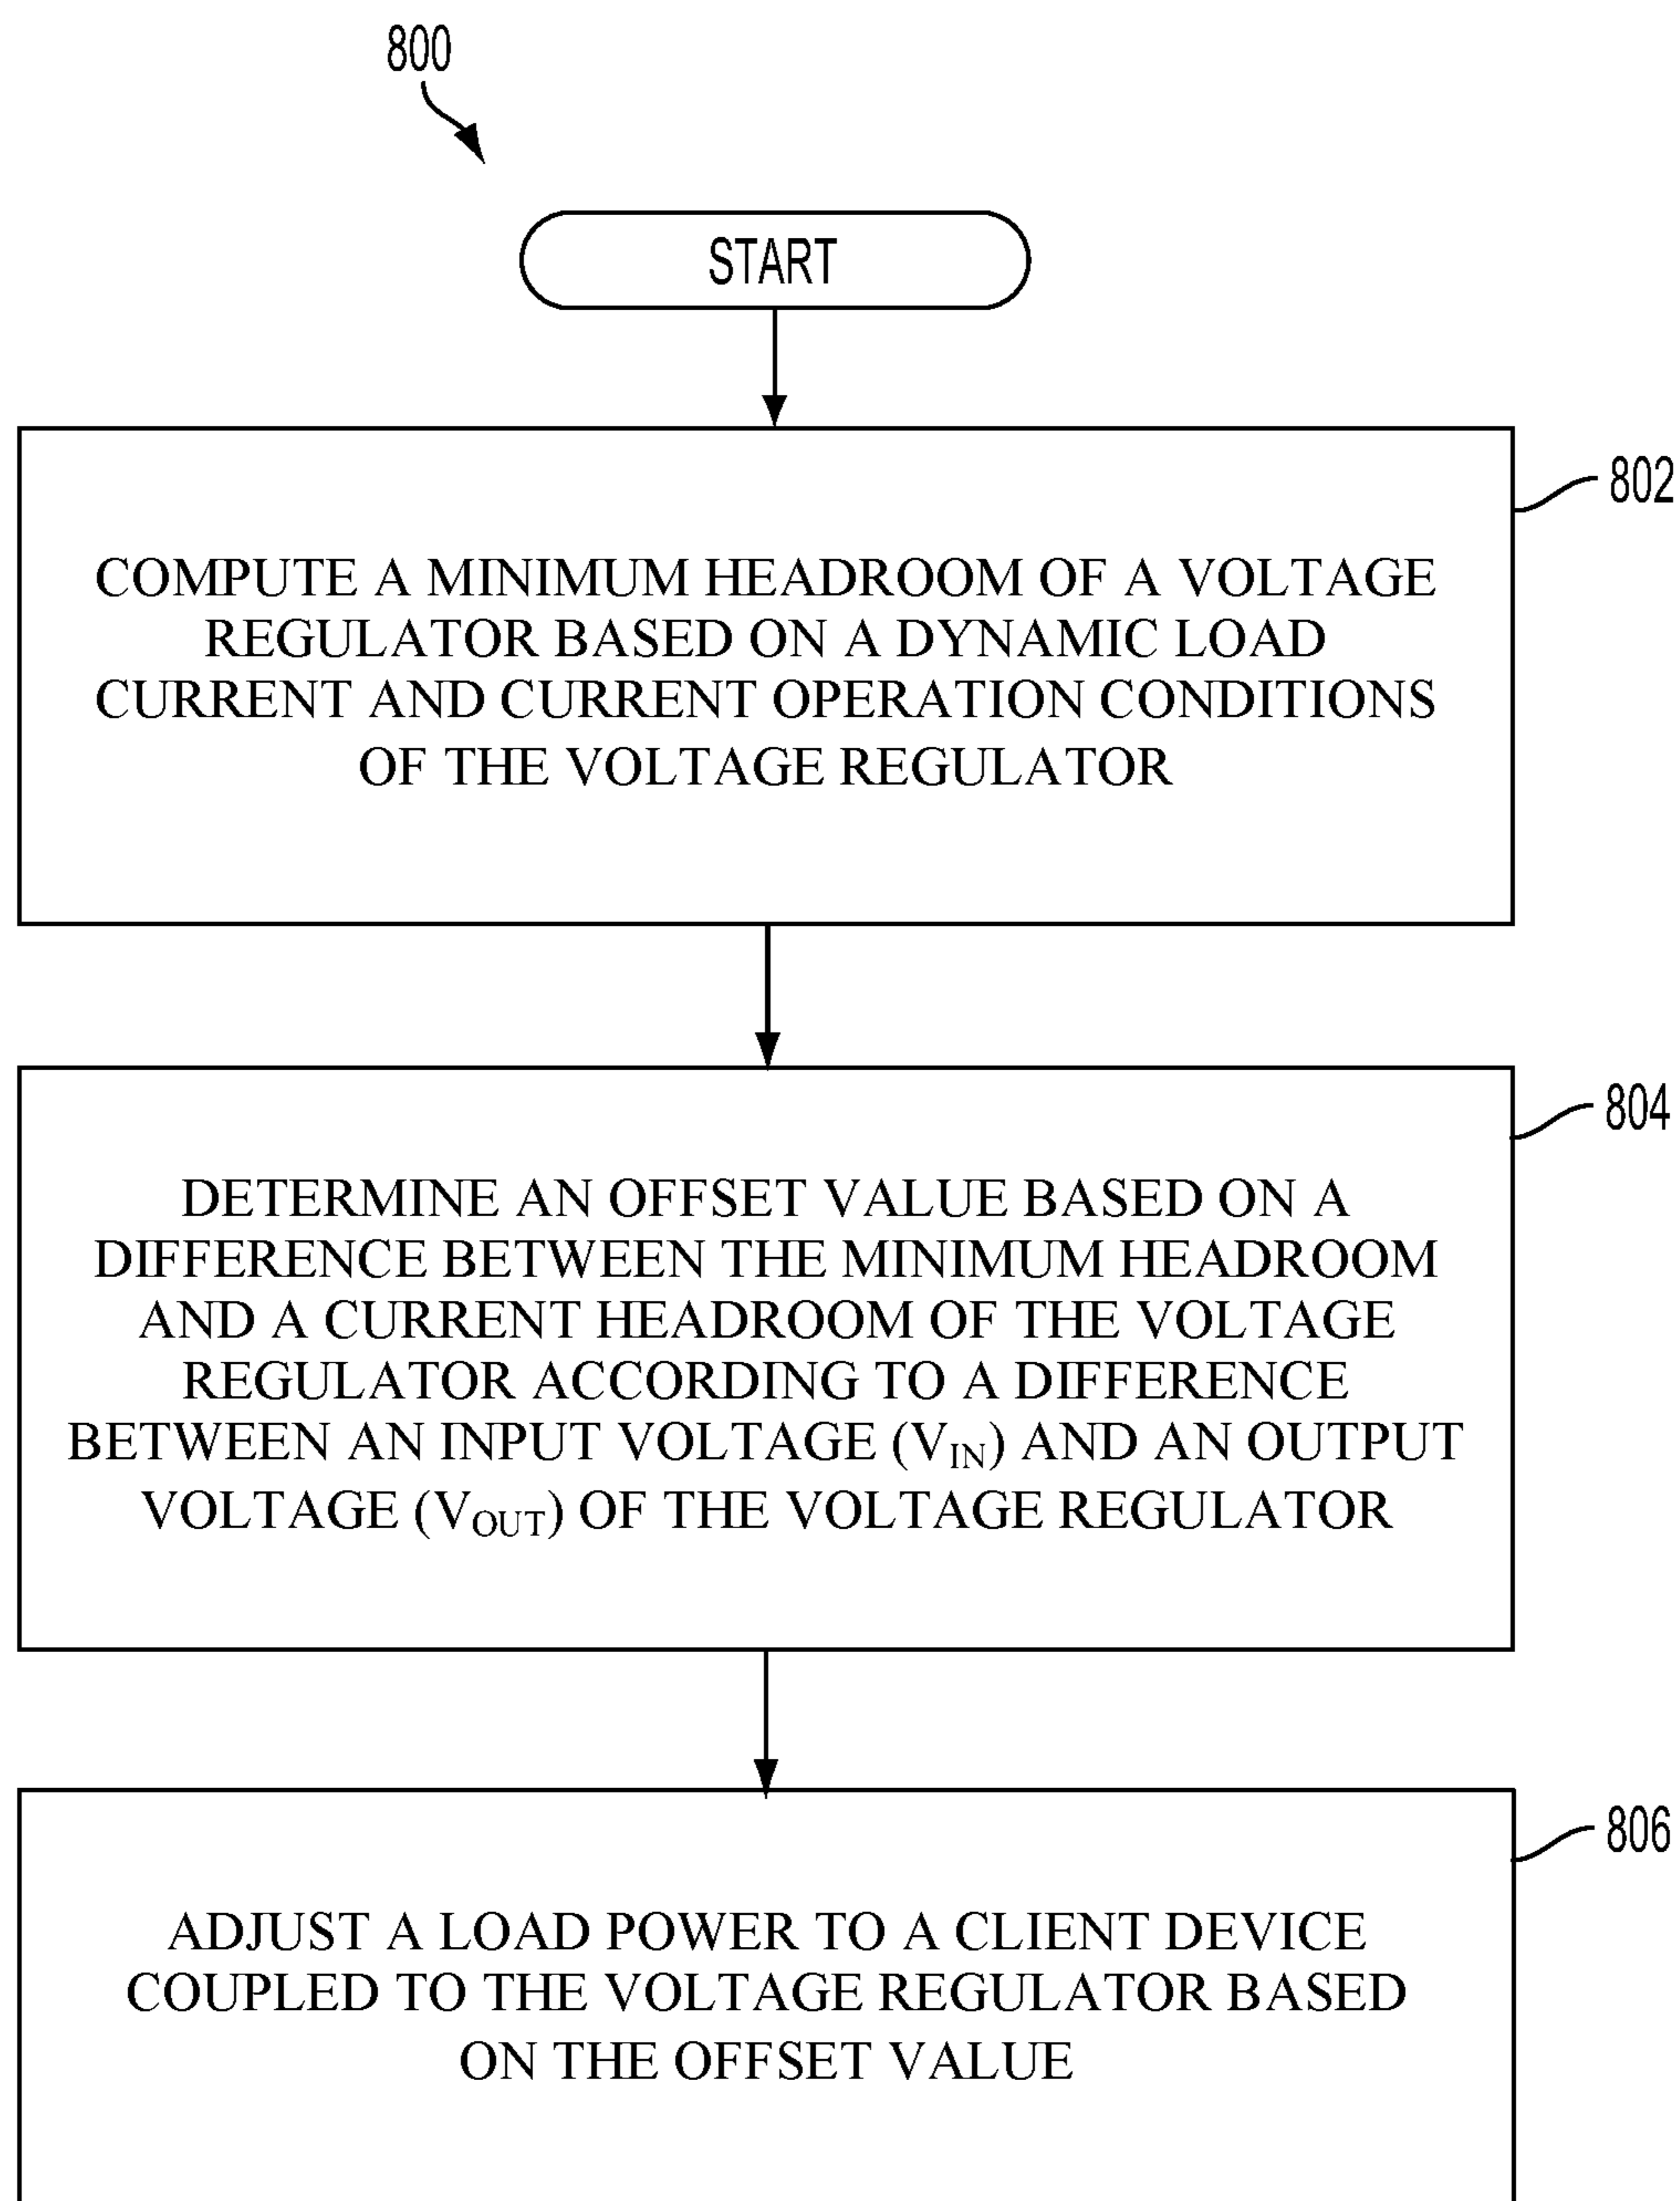 800
START
802
COMPUTE A MINIMUM HEADROOM OF A VOLTAGE
REGULATOR BASED ON A DYNAMIC LOAD
CURRENT AND CURRENT OPERATION CONDITIONS
OF THE VOLTAGE REGULATOR
804
DETERMINE AN OFFSET VALUE BASED ON A
DIFFERENCE BETWEEN THE MINIMUM HEADROOM
AND A CURRENT HEADROOM OF THE VOLTAGE
REGULATOR ACCORDING TO A DIFFERENCE
BETWEEN AN INPUT VOLTAGE (VIN) AND AN OUTPUT
VOLTAGE (VOUT) OF THE VOLTAGE REGULATOR
806
ADJUST A LOAD POWER TO A CLIENT DEVICE
COUPLED TO THE VOLTAGE REGULATOR BASED
ON THE OFFSET VALUE